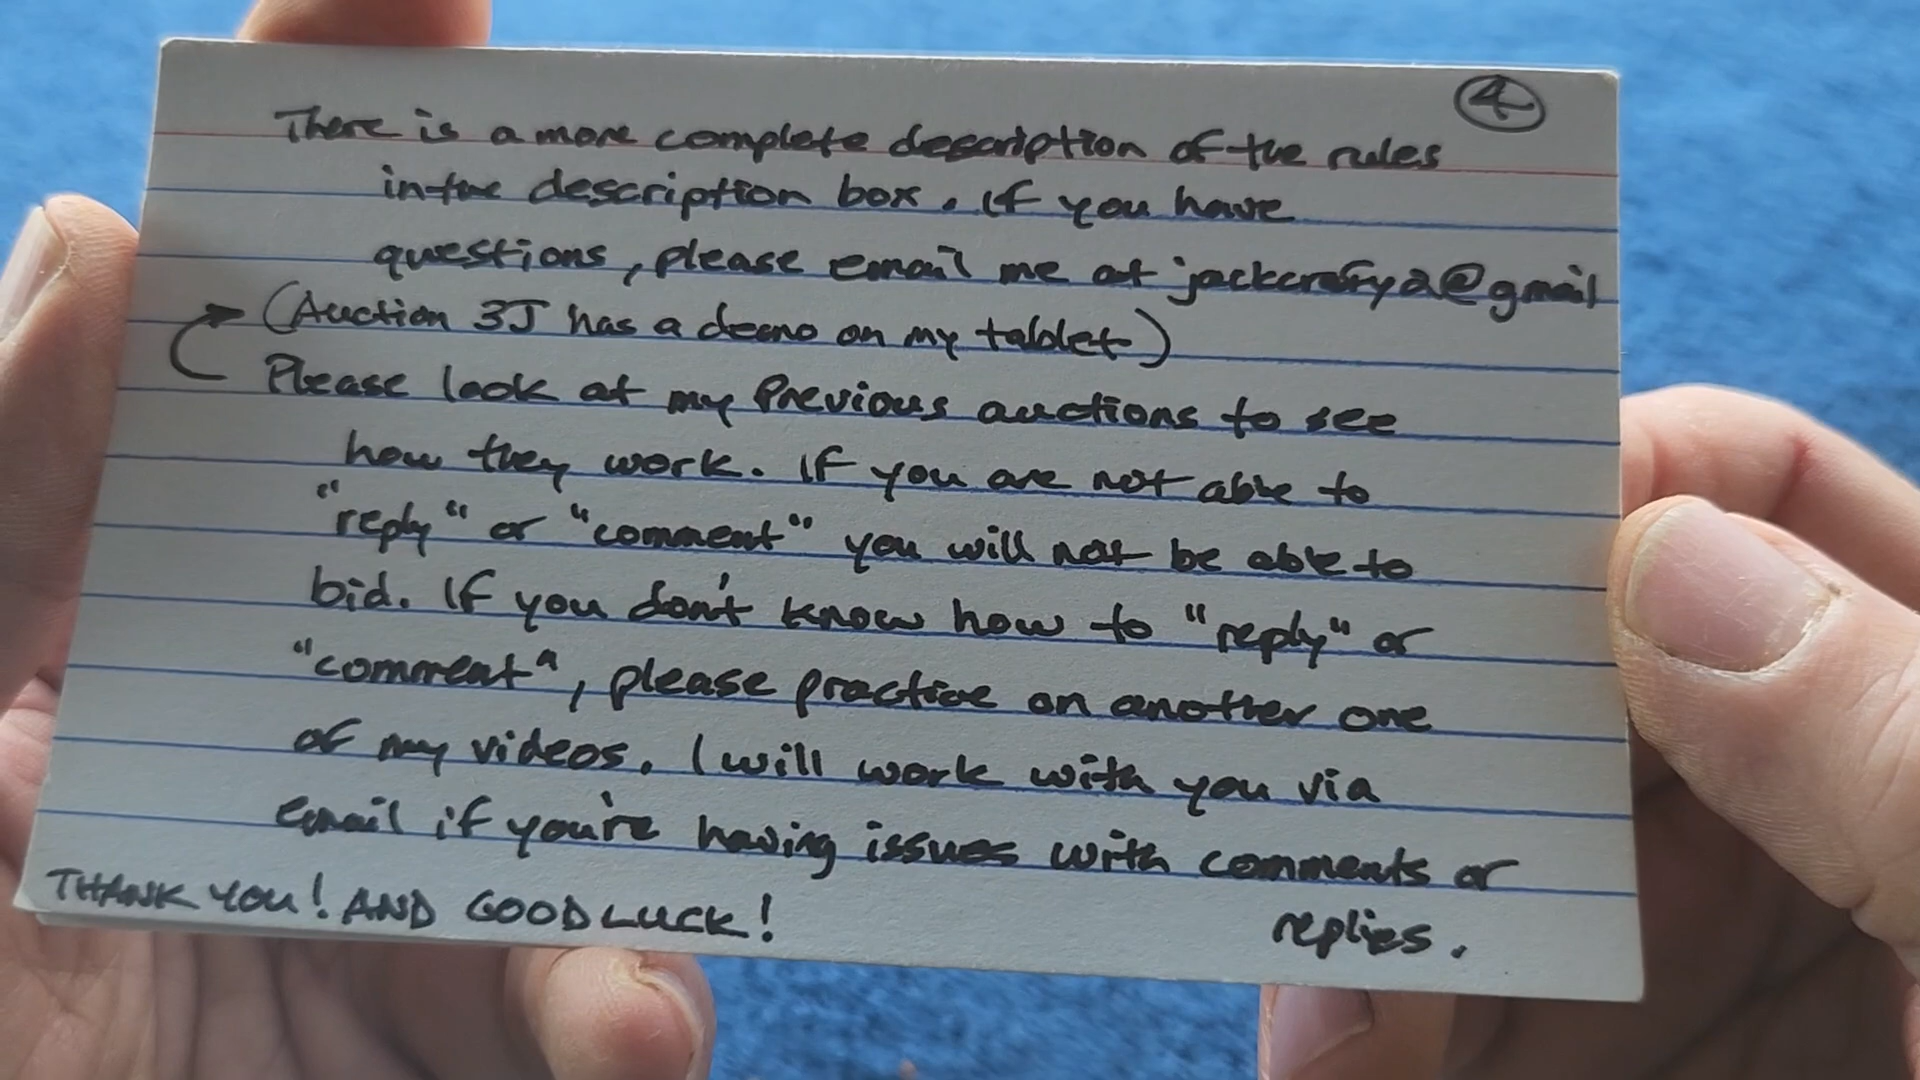 4
There is a more complete description of the rules
in the description box. If you have
questions, please email me at @gmail
(Auction 3J has a demo on my tablet)
Please look at my Previous auctions to see
how they work. If you are not able to
"reply" or "comment" you will not be able to
bid. If you don't know how to "reply" or
"comment", please practice on another one
of my videos. I will work with you via
email if you're having issues with comments or
replies.
THANK YOU! AND GOOD LUCK!